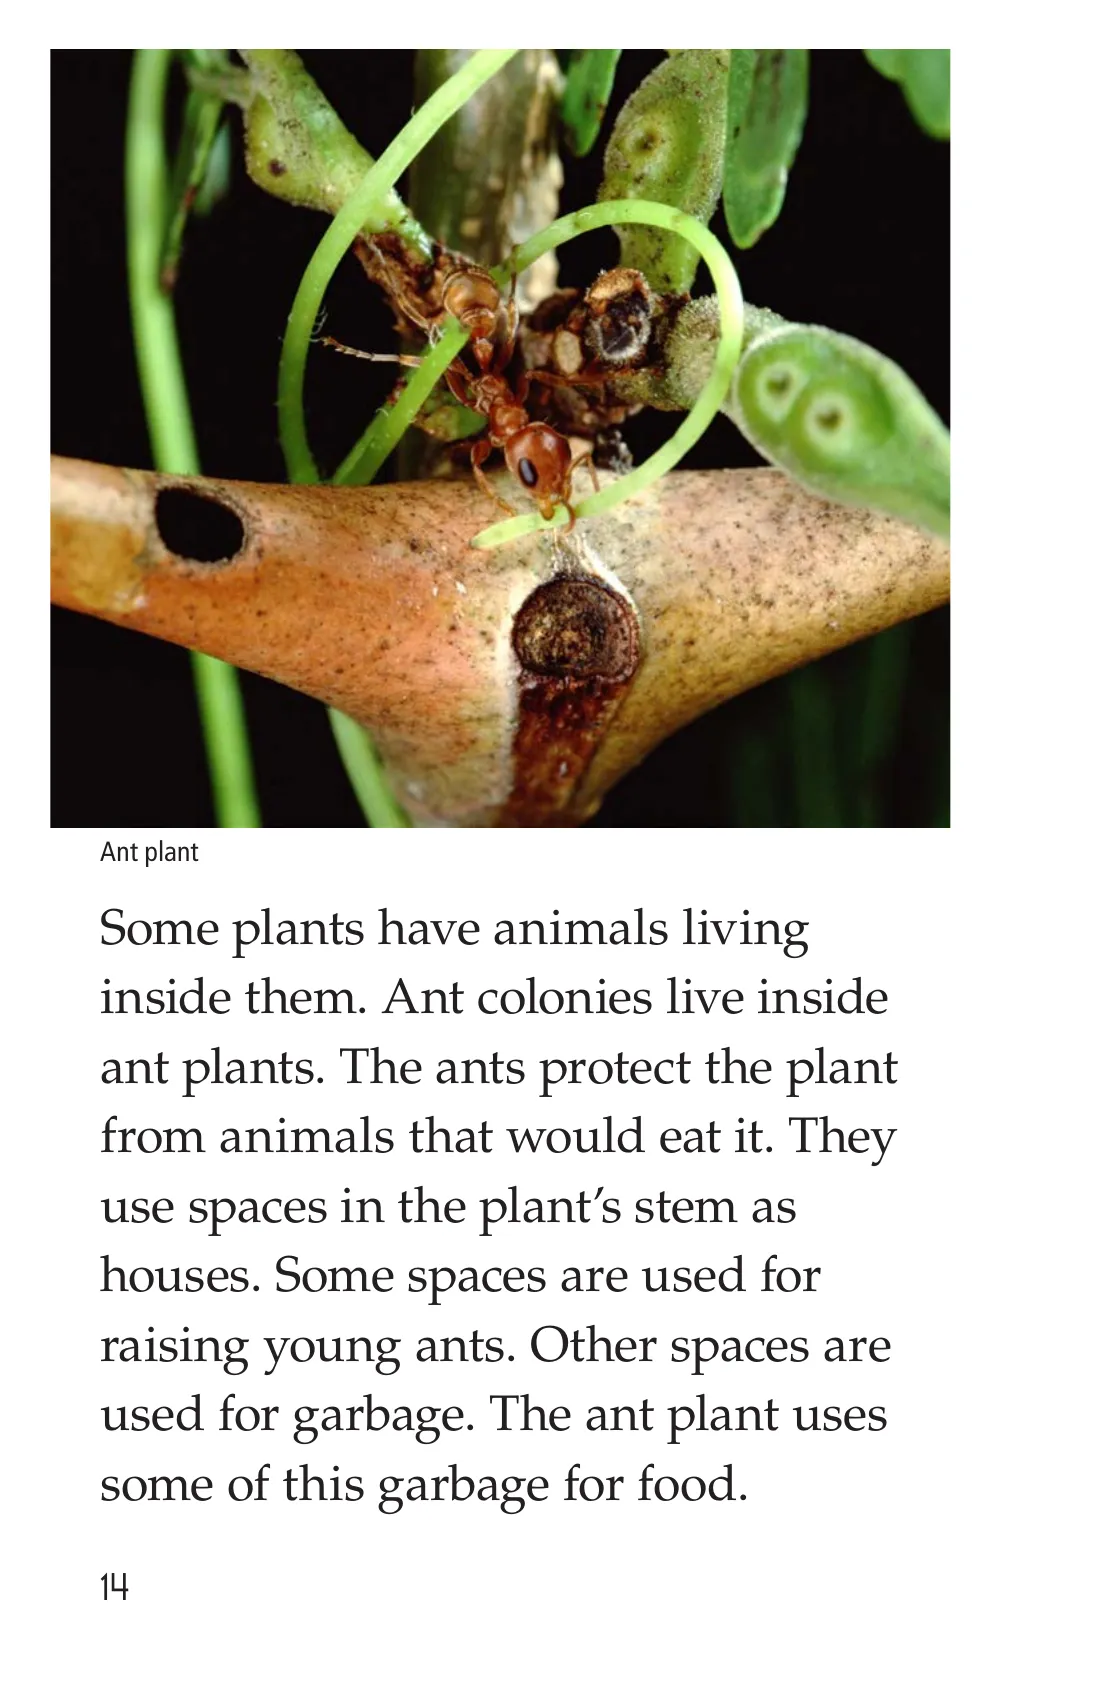 Ant plant
Some plants have animals living
inside them. Ant colonies live inside
ant plants. The ants protect the plant
from animals that would eat it. They
use spaces in the plant’s stem as
houses. Some spaces are used for
raising young ants. Other spaces are
used for garbage. The ant plant uses
some of this garbage for food.
14